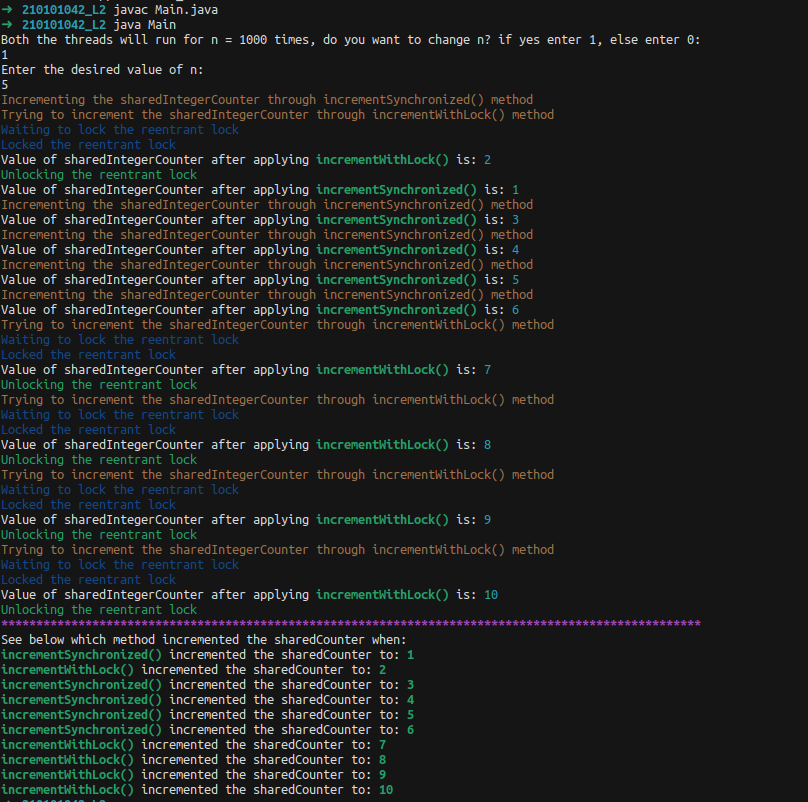 → 210101042_L2 javac Main.java
→ 210101042_L2 java Main
Both the threads will run for n = 1000 times, do you want to change n? if yes enter 1, else enter 0:
1
Enter the desired value of n:
5
Incrementing the sharedIntegerCounter through incrementSynchronized() method
Trying to increment the sharedIntegerCounter through incrementWithLock() method
Waiting to lock the reentrant lock
Locked the reentrant lock
Value of sharedIntegerCounter after applying incrementWithLock() is: 2
Unlocking the reentrant lock
Value of sharedIntegerCounter after applying incrementSynchronized() is: 1
Incrementing the sharedIntegerCounter through incrementSynchronized() method
Value of sharedIntegerCounter after applying incrementSynchronized() is: 3
Incrementing the sharedIntegerCounter through incrementSynchronized() method
Value of sharedIntegerCounter after applying incrementSynchronized() is: 4
Incrementing the sharedIntegerCounter through incrementSynchronized() method
Value of sharedIntegerCounter after applying incrementSynchronized() is: 5
Incrementing the sharedIntegerCounter through incrementSynchronized() method
Value of sharedIntegerCounter after applying incrementSynchronized() is: 6
Trying to increment the sharedIntegerCounter through incrementWithLock() method
Waiting to lock the reentrant lock
Locked the reentrant lock
Value of sharedIntegerCounter after applying incrementWithLock() is: 7
Unlocking the reentrant lock
Trying to increment the sharedIntegerCounter through incrementWithLock() method
Waiting to lock the reentrant lock
Locked the reentrant lock
Value of sharedIntegerCounter after applying incrementWithLock() is: 8
Unlocking the reentrant lock
Trying to increment the sharedIntegerCounter through incrementWithLock() method
Waiting to lock the reentrant lock
Locked the reentrant lock
Value of sharedIntegerCounter after applying incrementWithLock() is: 9
Unlocking the reentrant lock
Trying to increment the sharedIntegerCounter through incrementWithLock() method
Waiting to lock the reentrant lock
Locked the reentrant lock
Value of sharedIntegerCounter after applying incrementWithLock() is: 10
Unlocking the reentrant lock
****************************************************************************************************
See below which method incremented the sharedCounter when:
incrementSynchronized() incremented the sharedCounter to: 1
incrementWithLock() incremented the sharedCounter to: 2
incrementSynchronized() incremented the sharedCounter to: 3
incrementSynchronized() incremented the sharedCounter to: 4
incrementSynchronized() incremented the sharedCounter to: 5
incrementSynchronized() incremented the sharedCounter to: 6
incrementWithLock() incremented the sharedCounter to: 7
incrementWithLock() incremented the sharedCounter to: 8
incrementWithLock() incremented the sharedCounter to: 9
incrementWithLock() incremented the sharedCounter to: 10